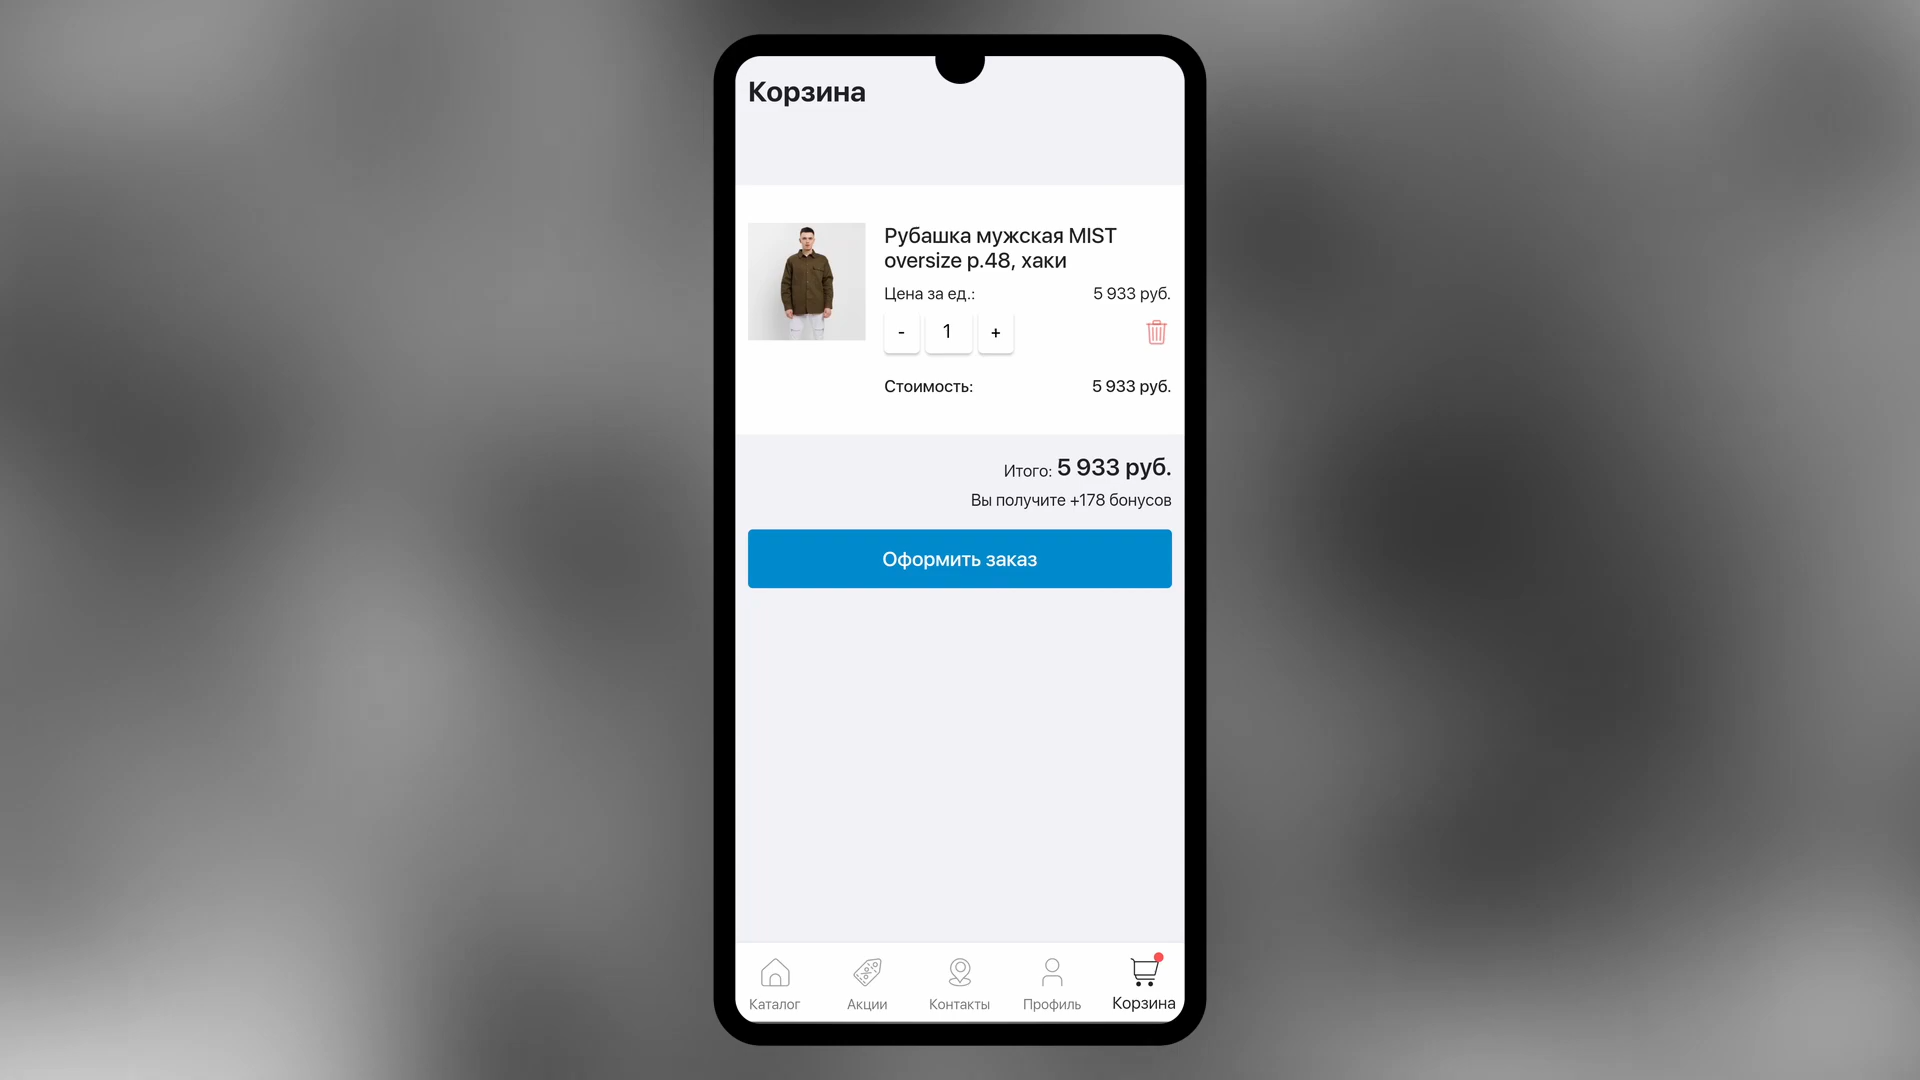 Корзина
Рубашка мужская MIST
oversize р.48, хаки
Цена за ед.: 5 933 руб.
- 1 +
Стоимость: 5 933 руб.
Итого: 5 933 руб.
Вы получите +178 бонусов
Оформить заказ
Каталог Акции Контакты Профиль Корзина